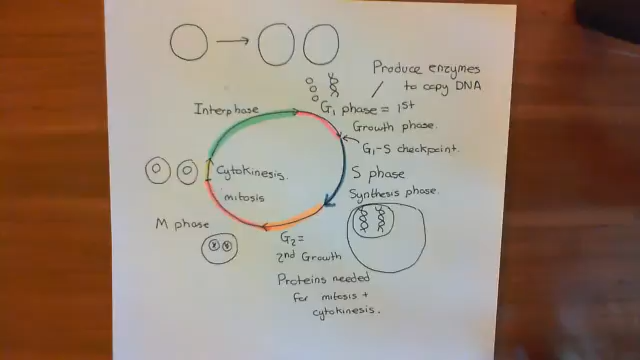 Produce enzymes
to copy DNA
Interphase
G₁ phase = 1st
Growth phase.
G₁-S checkpoint.
Cytokinesis.
S phase
mitosis
Synthesis phase.
M phase
G₂ =
2nd Growth
Proteins needed
for mitosis +
cytokinesis.